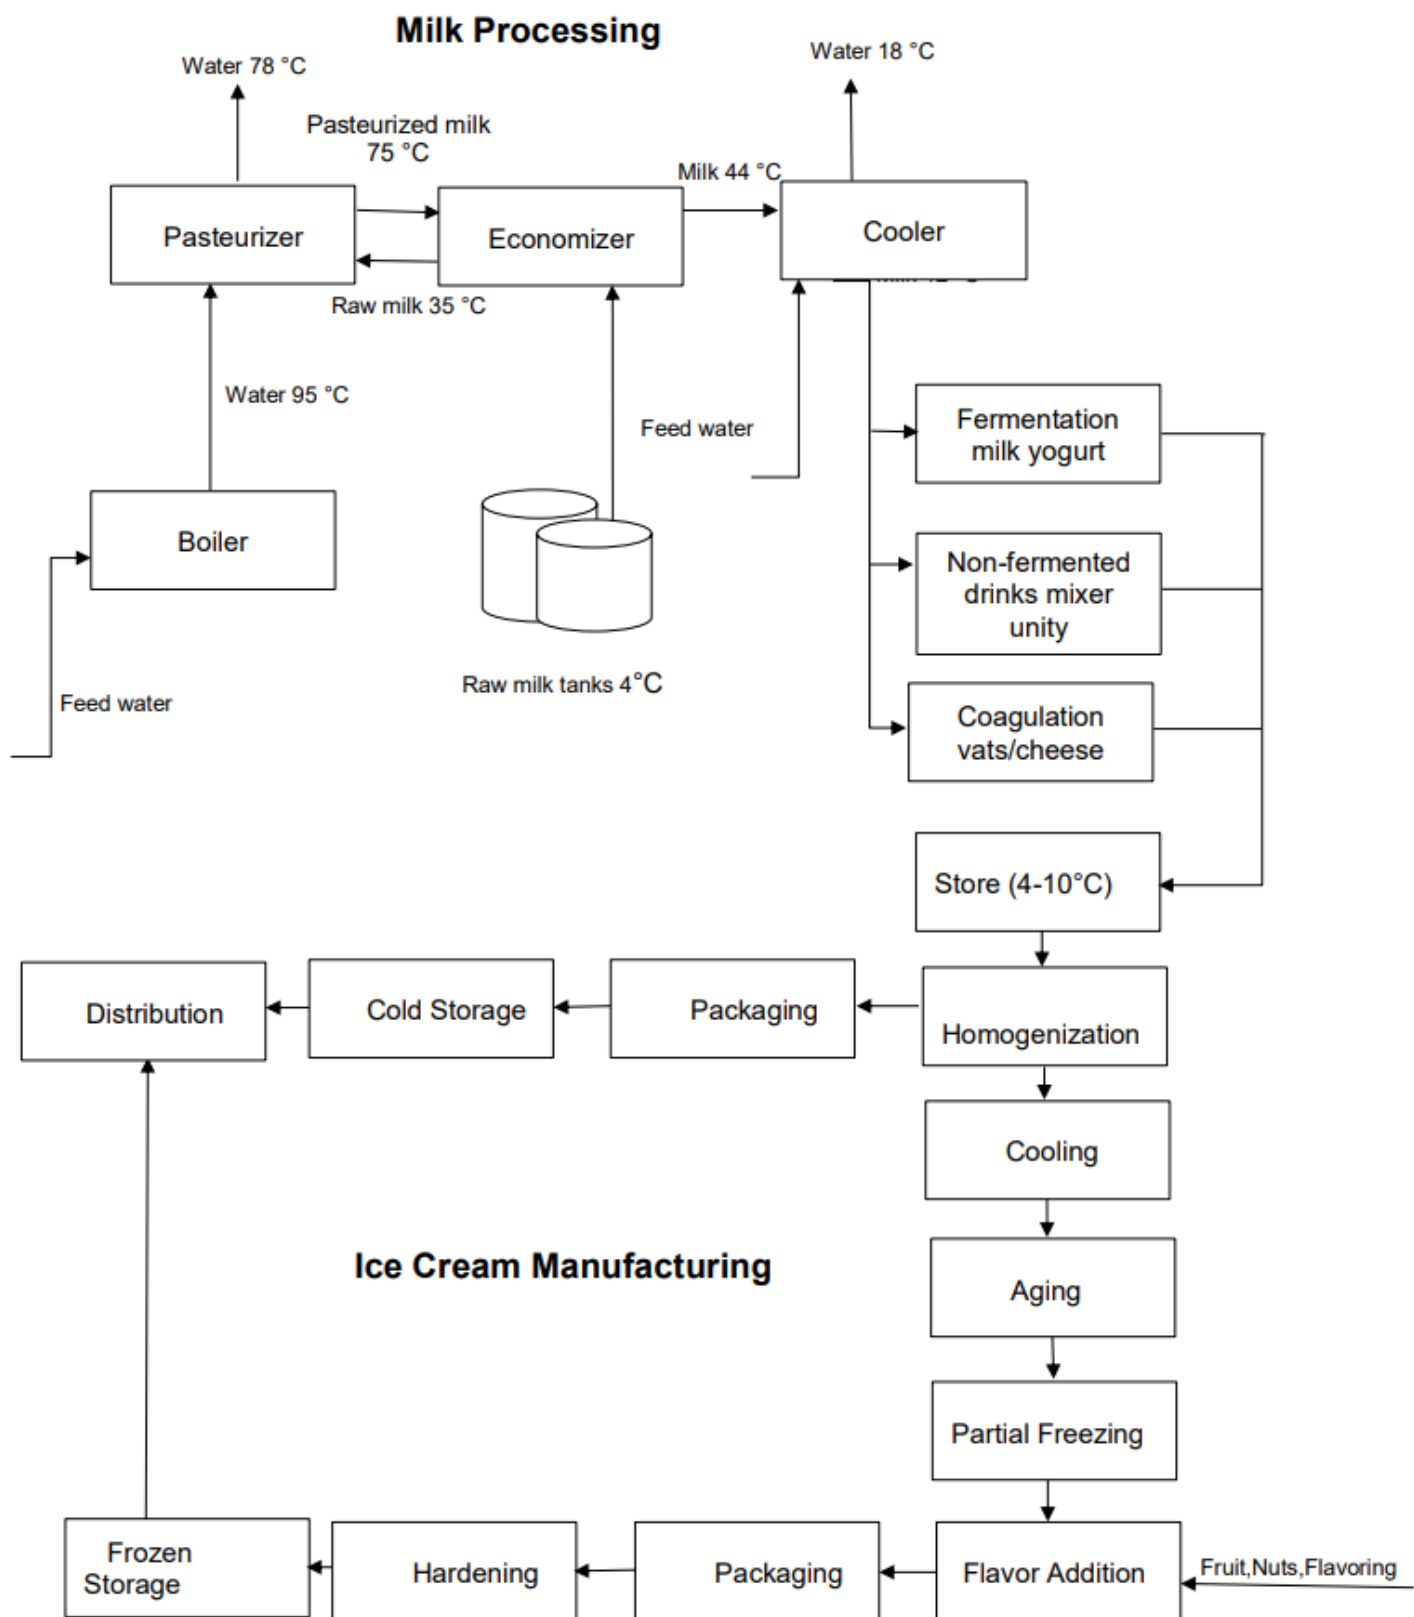 Milk Processing
Water 78 °C
Water 18 °C
Pasteurized milk
75 °C
Milk 44 °C
Pasteurizer
Economizer
Cooler
Raw milk 35 °C
Water 95 °C
Feed water
Fermentation
milk yogurt
Boiler
Non-fermented
drinks mixer
unity
Raw milk tanks 4°C
Feed water
Coagulation
vats/cheese
Store (4-10°C)
Distribution
Cold Storage
Packaging
Homogenization
Cooling
Ice Cream Manufacturing
Aging
Partial Freezing
Frozen
Storage
Hardening
Packaging
Flavor Addition
Fruit,Nuts,Flavoring